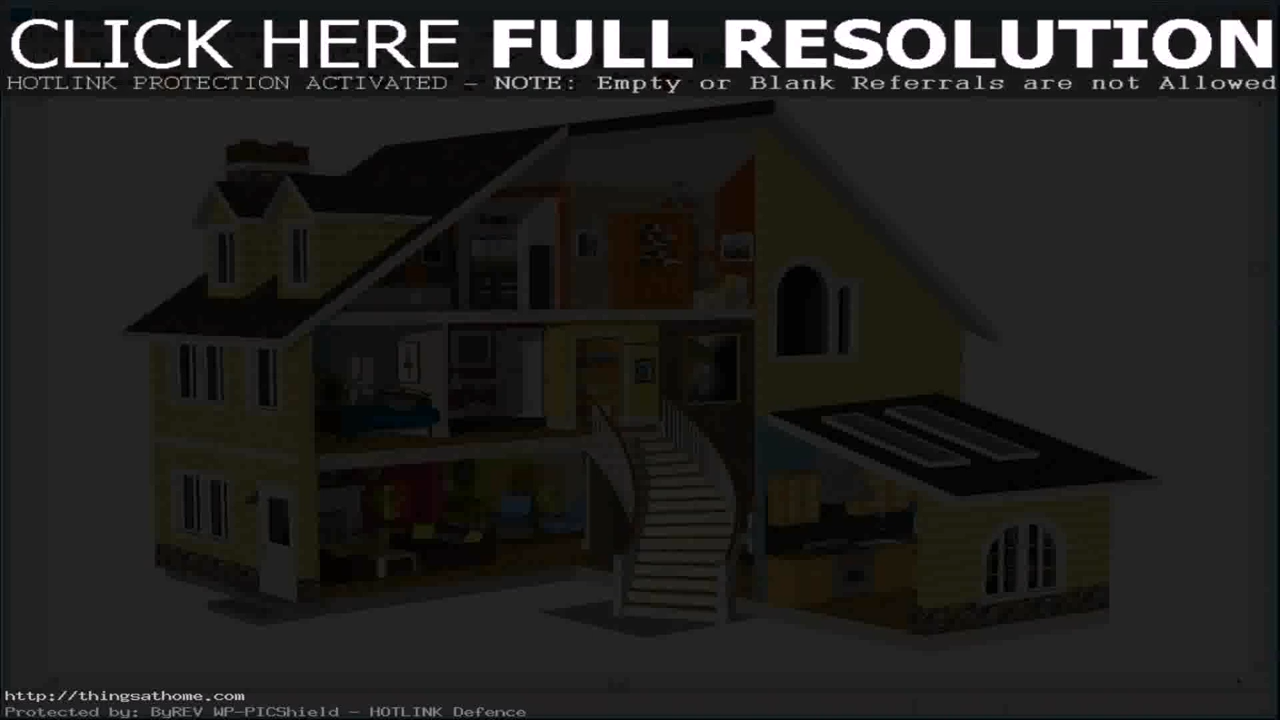 CLICK HERE FULL RESOLUTION
HOTLINK PROTECTION ACTIVATED – NOTE: Empty or Blank Referrals are not Allowed
http://thingsathome.com
Protected by: ByREV WP-PICShield – HOTLINK Defence